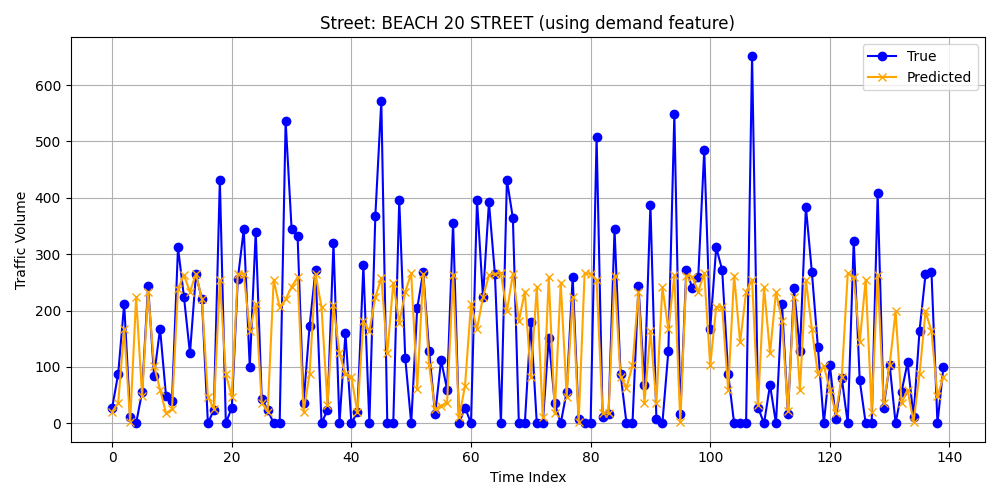 Street: BEACH 20 STREET (using demand feature)
True
Predicted
Traffic Volume
600
500
400
300
200
100
0
0 20 40 60 80 100 120 140
Time Index